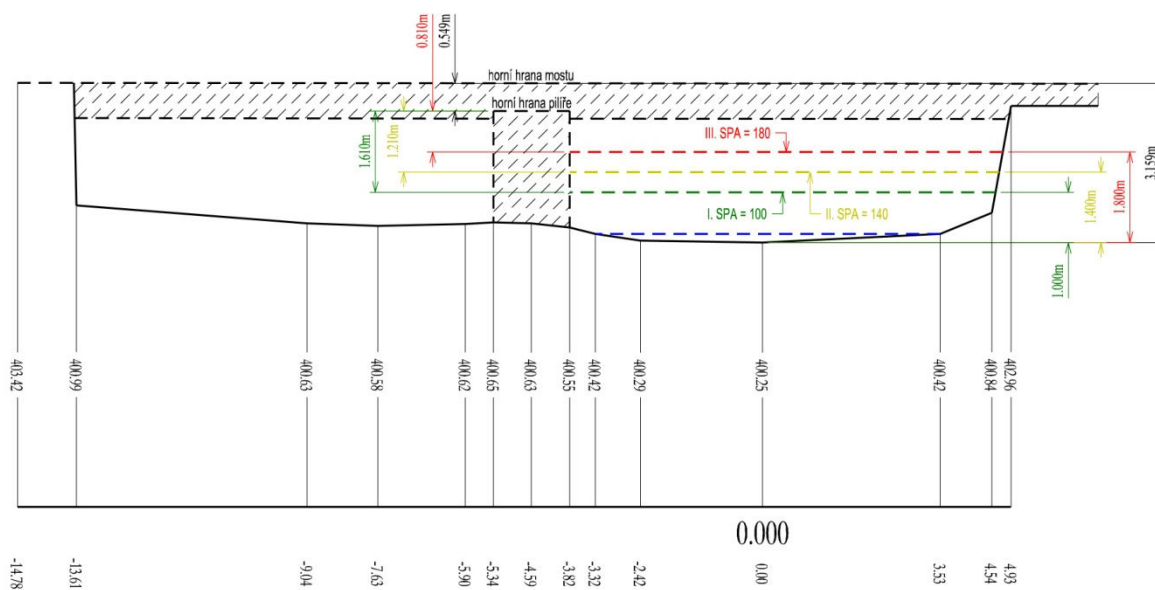 0.810m
0.549m
horní hrana mostu
horní hrana pilíře
1.610m
1.210m
III. SPA = 180
I. SPA = 100
II. SPA = 140
1.000m
1.400m
1.800m
3.159m
403.42
400.99
400.63
400.58
400.62
400.65
400.63
400.55
400.42
400.29
400.25
400.42
400.84
402.96
0.000
-14.78
-13.61
-9.04
-7.63
-5.90
-5.34
-4.59
-3.82
-3.32
-2.42
0.00
3.53
4.54
4.93